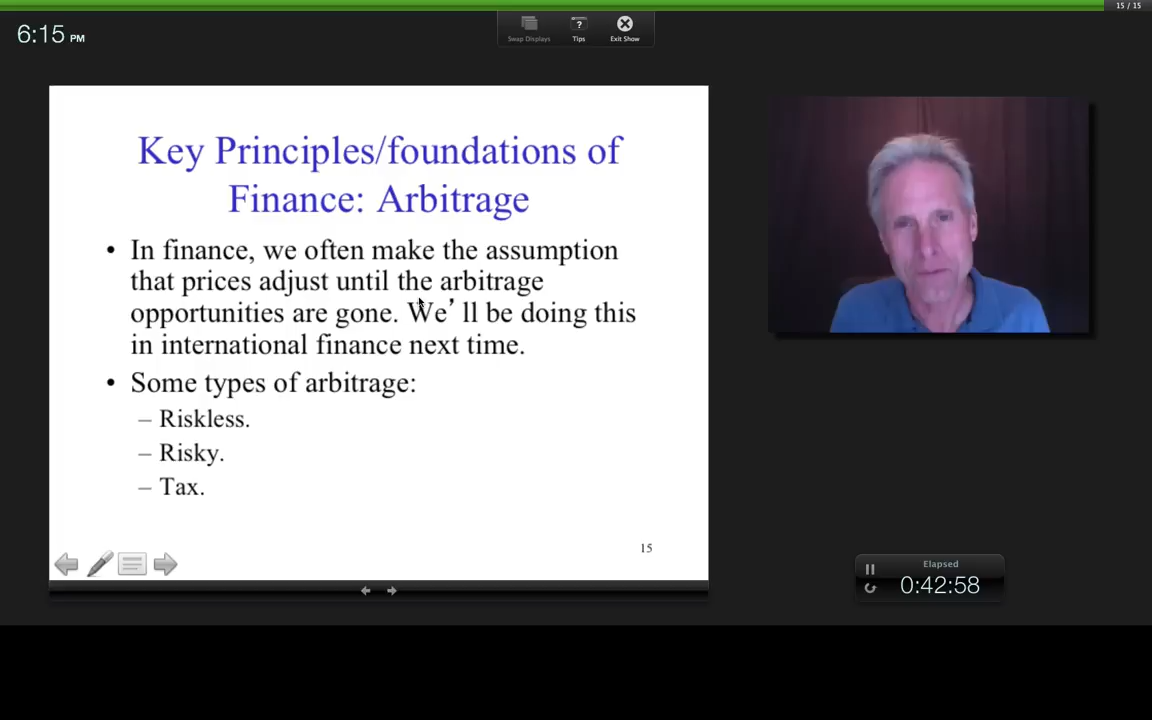 15 / 15
6:15 PM
Swap Displays
Tips
Exit Show
Key Principles/foundations of
Finance: Arbitrage
• In finance, we often make the assumption
that prices adjust until the arbitrage
opportunities are gone. We’ ll be doing this
in international finance next time.
• Some types of arbitrage:
– Riskless.
– Risky.
– Tax.
15
Elapsed
0:42:58